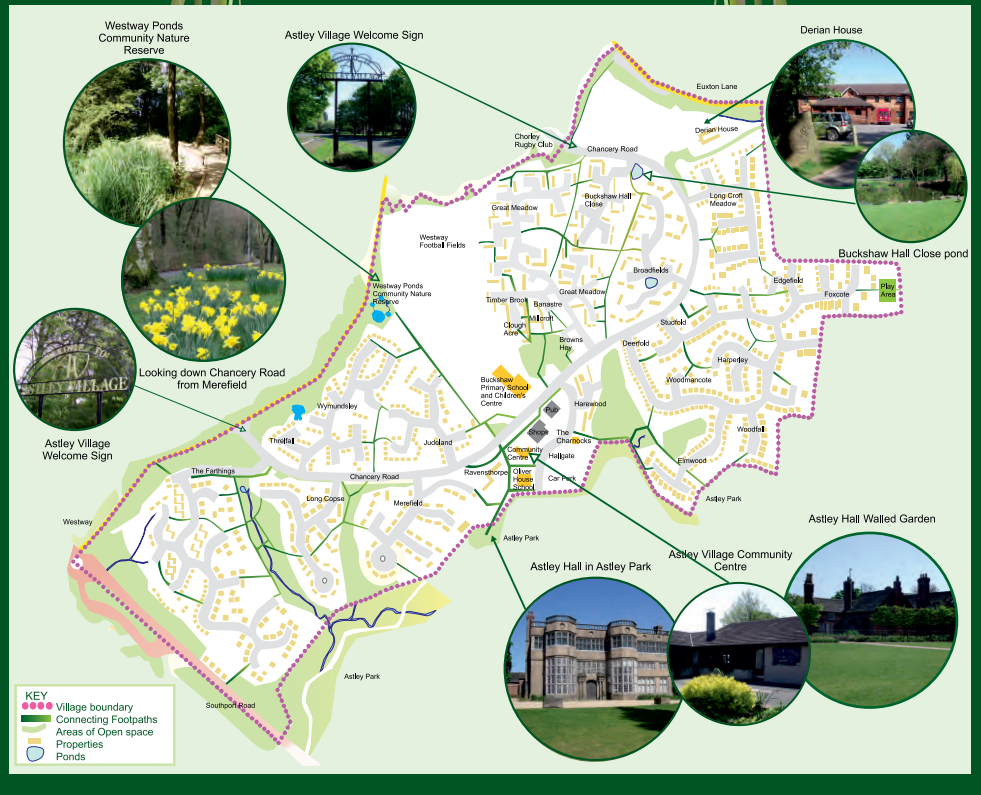 Westway Ponds
Community Nature
Reserve
Astley Village Welcome Sign
Derian House
Euxton Lane
Derian House
Chorley
Rugby Club
Chancery Road
Buckshaw Hall
Close
Long Croft
Meadow
Great Meadow
Westway
Football Fields
Buckshaw Hall Close pond
Broadfields
Edgefield
Play
Area
Foxcote
Westway Ponds
Community Nature
Reserve
Great Meadow
Timber Brook
Banastre
Millcroft
Clough
Acre
Studfold
Browns
Hey
Deerfold
Harperley
Woodmancote
Looking down Chancery Road
from Merefield
Buckshaw
Primary School
and Children's
Centre
Harewood
Pub
Wymundsley
Shops
The
Charnocks
Woodfall
ASTLEY VILLAGE
Astley Village
Welcome Sign
Threlfall
Judeland
Community
Centre
Hallgate
Elmwood
The Farthings
Chancery Road
Ravensthorpe
Oliver
House
School
Car Park
Long Copse
Merefield
Astley Park
Westway
Astley Park
Astley Hall Walled Garden
Astley Village Community
Centre
Astley Hall in Astley Park
Astley Park
Southport Road
KEY
Village boundary
Connecting Footpaths
Areas of Open space
Properties
Ponds